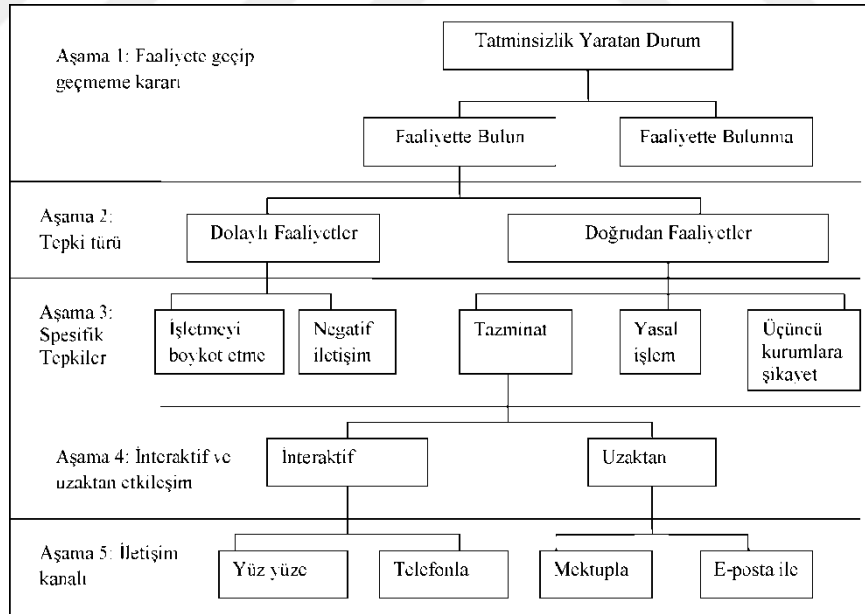 Tatminsizlik Yaratan Durum
Aşama 1: Faaliyete geçip
geçmeme kararı
Faaliyette Bulun
Faaliyette Bulunma
Aşama 2:
Tepki türü
Dolaylı Faaliyetler
Doğrudan Faaliyetler
Aşama 3:
Spesifik
Tepkiler
İşletmeyi
boykot etme
Negatif
iletişim
Tazminat
Yasal
işlem
Üçüncü
kurumlara
şikayet
Aşama 4: İnteraktif ve
uzaktan etkileşim
İnteraktif
Uzaktan
Aşama 5: İletişim
kanalı
Yüz yüze
Telefonla
Mektupla
E-posta ile